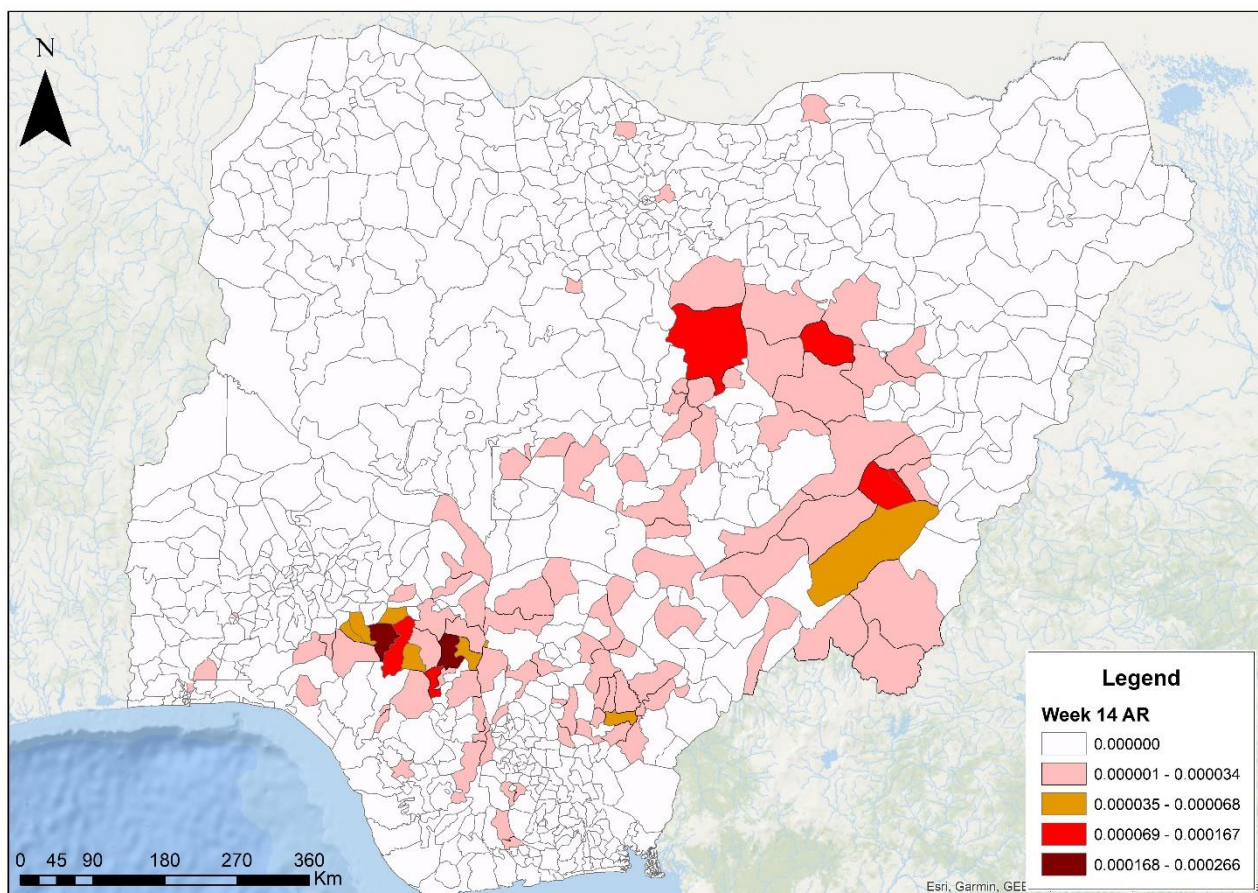 N
Legend
Week 14 AR
0.000000
0.000001 - 0.000034
0.000035 - 0.000068
0.000069 - 0.000167
0.000168 - 0.000266
0 45 90 180 270 360
Km
Esri, Garmin, GEB